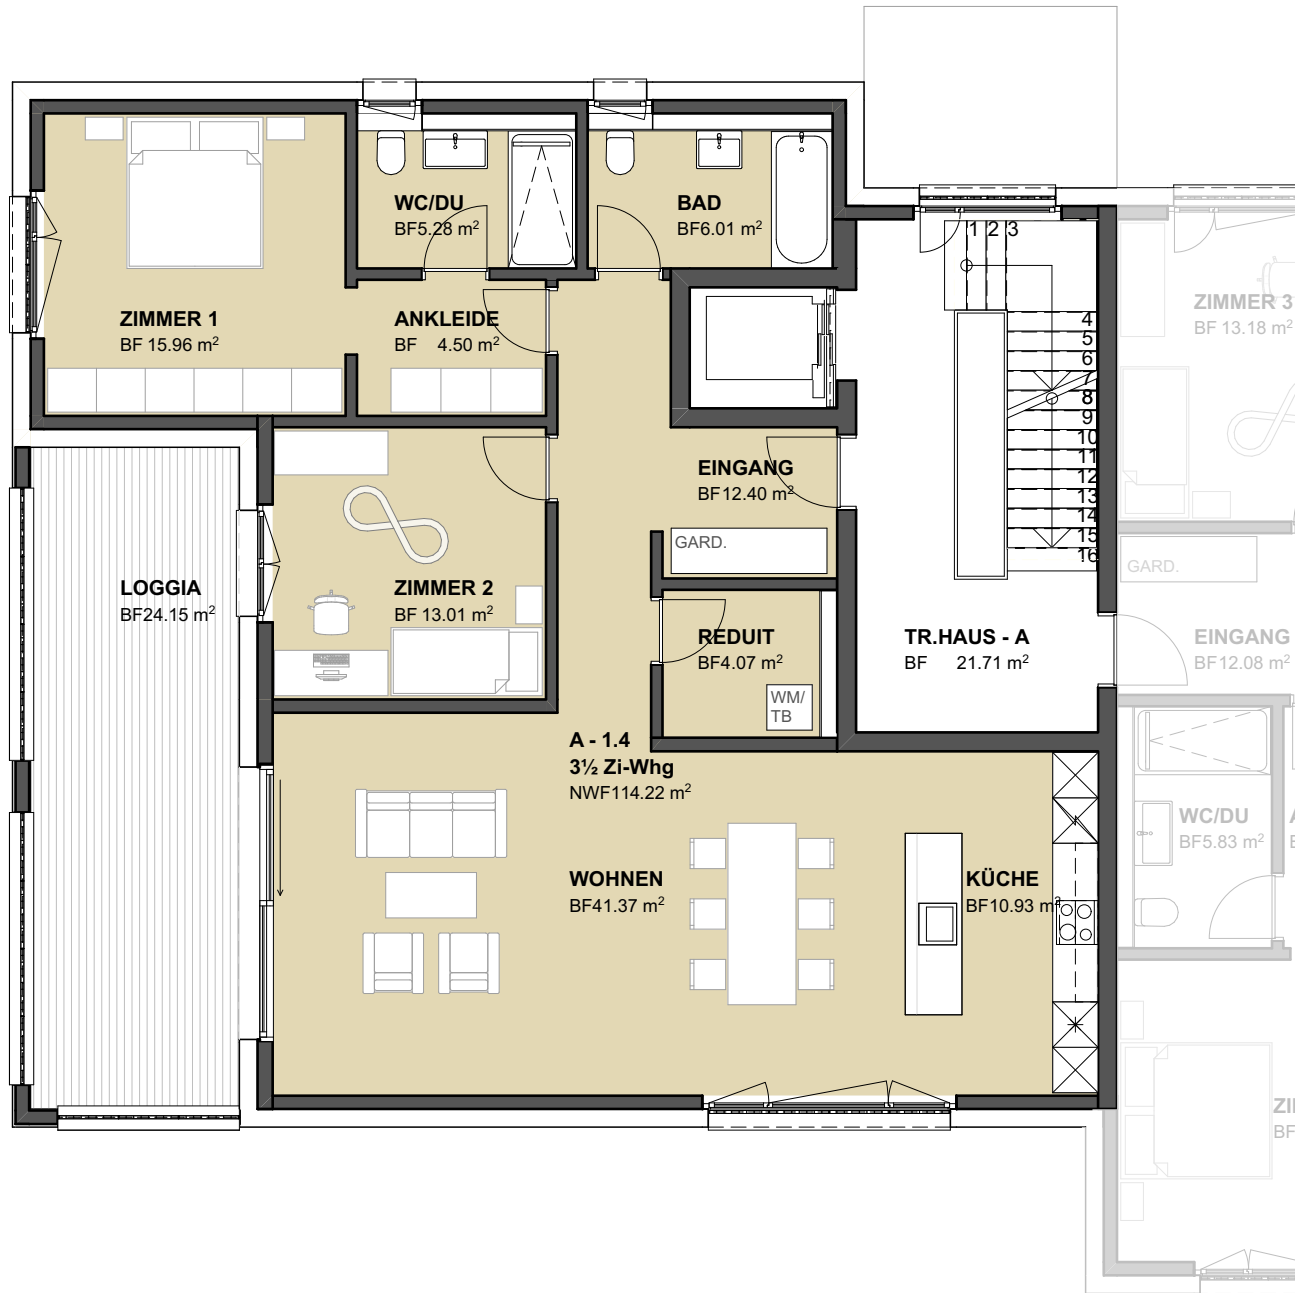 WC/DU
BF5.28 m²
BAD
BF6.01 m²
1 2 3
ZIMMER 1
BF 15.96 m²
ANKLEIDE
BF 4.50 m²
ZIMMER 3
BF 13.18 m²
4
5
6
7
8
9
10
11
12
13
14
15
16
EINGANG
BF12.40 m²
GARD.
GARD.
LOGGIA
BF24.15 m²
ZIMMER 2
BF 13.01 m²
REDUIT
BF4.07 m²
WM/
TB
TR.HAUS - A
BF 21.71 m²
EINGANG
BF12.08 m²
A - 1.4
3½ Zi-Whg
NWF114.22 m²
WC/DU
BF5.83 m²
WOHNEN
BF41.37 m²
KÜCHE
BF10.93 m²
ZI
BF